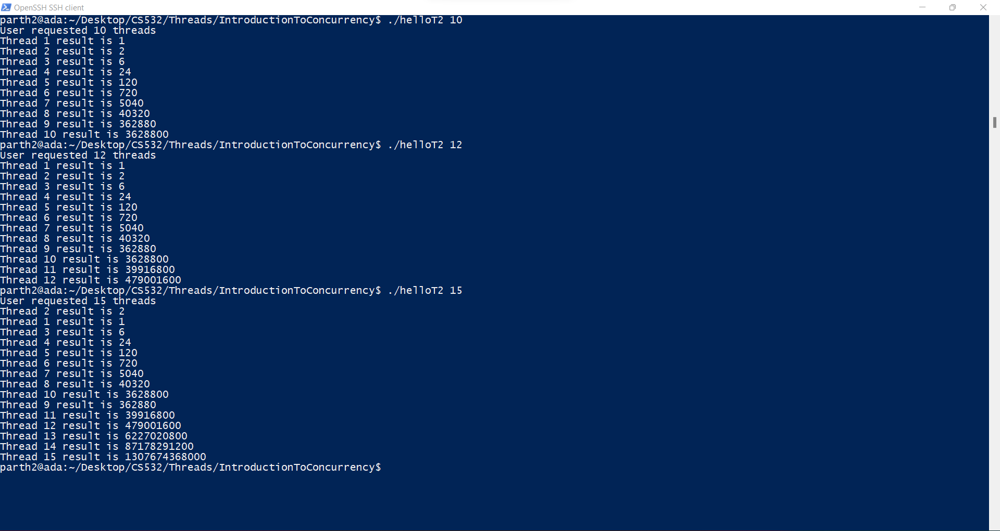 OpenSSH SSH client
parth2@ada:~/Desktop/CS532/Threads/IntroductionToConcurrency$ ./helloT2 10
User requested 10 threads
Thread 1 result is 1
Thread 2 result is 2
Thread 3 result is 6
Thread 4 result is 24
Thread 5 result is 120
Thread 6 result is 720
Thread 7 result is 5040
Thread 8 result is 40320
Thread 9 result is 362880
Thread 10 result is 3628800
parth2@ada:~/Desktop/CS532/Threads/IntroductionToConcurrency$ ./helloT2 12
User requested 12 threads
Thread 1 result is 1
Thread 2 result is 2
Thread 3 result is 6
Thread 4 result is 24
Thread 5 result is 120
Thread 6 result is 720
Thread 7 result is 5040
Thread 8 result is 40320
Thread 9 result is 362880
Thread 10 result is 3628800
Thread 11 result is 39916800
Thread 12 result is 479001600
parth2@ada:~/Desktop/CS532/Threads/IntroductionToConcurrency$ ./helloT2 15
User requested 15 threads
Thread 2 result is 2
Thread 1 result is 1
Thread 3 result is 6
Thread 4 result is 24
Thread 5 result is 120
Thread 6 result is 720
Thread 7 result is 5040
Thread 8 result is 40320
Thread 10 result is 3628800
Thread 9 result is 362880
Thread 11 result is 39916800
Thread 12 result is 479001600
Thread 13 result is 6227020800
Thread 14 result is 87178291200
Thread 15 result is 1307674368000
parth2@ada:~/Desktop/CS532/Threads/IntroductionToConcurrency$